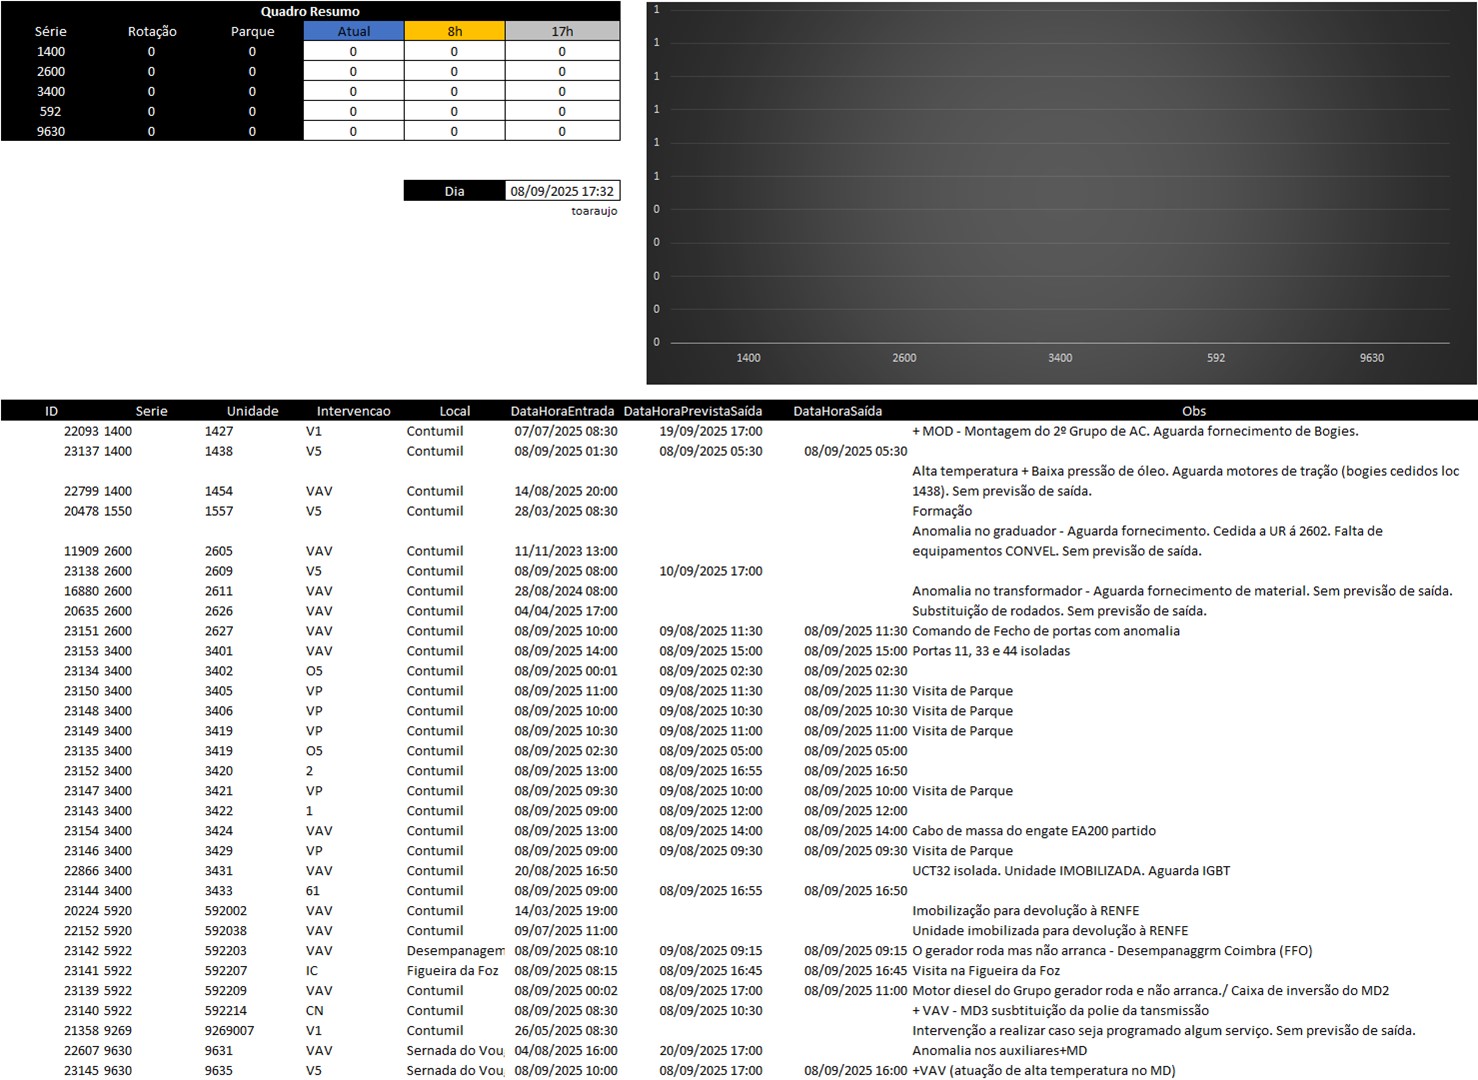 Quadro Resumo
Série Rotação Parque Atual 8h 17h
1400 0 0 0 0 0
2600 0 0 0 0 0
3400 0 0 0 0 0
592 0 0 0 0 0
9630 0 0 0 0 0
Dia 08/09/2025 17:32
toaraujo
1
1
1
1
1
1
0
0
0
0
0
1400 2600 3400 592 9630
ID Serie Unidade Intervencao Local DataHoraEntrada DataHoraPrevistaSaída DataHoraSaída Obs
22093 1400 1427 V1 Contumil 07/07/2025 08:30 19/09/2025 17:00 + MOD - Montagem do 2º Grupo de AC. Aguarda fornecimento de Bogies.
23137 1400 1438 V5 Contumil 08/09/2025 01:30 08/09/2025 05:30 08/09/2025 05:30
Alta temperatura + Baixa pressão de óleo. Aguarda motores de tração (bogies cedidos loc
22799 1400 1454 VAV Contumil 14/08/2025 20:00 1438). Sem previsão de saída.
20478 1550 1557 V5 Contumil 28/03/2025 08:30 Formação
Anomalia no graduador - Aguarda fornecimento. Cedida a UR á 2602. Falta de
11909 2600 2605 VAV Contumil 11/11/2023 13:00 equipamentos CONVEL. Sem previsão de saída.
23138 2600 2609 V5 Contumil 08/09/2025 08:00 10/09/2025 17:00
16880 2600 2611 VAV Contumil 28/08/2024 08:00 Anomalia no transformador - Aguarda fornecimento de material. Sem previsão de saída.
20635 2600 2626 VAV Contumil 04/04/2025 17:00 Substituição de rodados. Sem previsão de saída.
23151 2600 2627 VAV Contumil 08/09/2025 10:00 09/08/2025 11:30 08/09/2025 11:30 Comando de Fecho de portas com anomalia
23153 3400 3401 VAV Contumil 08/09/2025 14:00 08/09/2025 15:00 08/09/2025 15:00 Portas 11, 33 e 44 isoladas
23134 3400 3402 O5 Contumil 08/09/2025 00:01 08/09/2025 02:30 08/09/2025 02:30
23150 3400 3405 VP Contumil 08/09/2025 11:00 09/08/2025 11:30 08/09/2025 11:30 Visita de Parque
23148 3400 3406 VP Contumil 08/09/2025 10:00 09/08/2025 10:30 08/09/2025 10:30 Visita de Parque
23149 3400 3419 VP Contumil 08/09/2025 10:30 09/08/2025 11:00 08/09/2025 11:00 Visita de Parque
23135 3400 3419 O5 Contumil 08/09/2025 02:30 08/09/2025 05:00 08/09/2025 05:00
23152 3400 3420 2 Contumil 08/09/2025 13:00 08/09/2025 16:55 08/09/2025 16:50
23147 3400 3421 VP Contumil 08/09/2025 09:30 09/08/2025 10:00 08/09/2025 10:00 Visita de Parque
23143 3400 3422 1 Contumil 08/09/2025 09:00 08/09/2025 12:00 08/09/2025 12:00
23154 3400 3424 VAV Contumil 08/09/2025 13:00 08/09/2025 14:00 08/09/2025 14:00 Cabo de massa do engate EA200 partido
23146 3400 3429 VP Contumil 08/09/2025 09:00 09/08/2025 09:30 08/09/2025 09:30 Visita de Parque
22866 3400 3431 VAV Contumil 20/08/2025 16:50 UCT32 isolada. Unidade IMOBILIZADA. Aguarda IGBT
23144 3400 3433 61 Contumil 08/09/2025 09:00 08/09/2025 16:55 08/09/2025 16:50
20224 5920 592002 VAV Contumil 14/03/2025 19:00 Imobilização para devolução à RENFE
22152 5920 592038 VAV Contumil 09/07/2025 11:00 Unidade imobilizada para devolução à RENFE
23142 5922 592203 VAV Desempanagem 08/09/2025 08:10 09/08/2025 09:15 08/09/2025 09:15 O gerador roda mas não arranca - Desempanaggrm Coimbra (FFO)
23141 5922 592207 IC Figueira da Foz 08/09/2025 08:15 08/09/2025 16:45 08/09/2025 16:45 Visita na Figueira da Foz
23139 5922 592209 VAV Contumil 08/09/2025 00:02 08/09/2025 17:00 08/09/2025 11:00 Motor diesel do Grupo gerador roda e não arranca./ Caixa de inversão do MD2
23140 5922 592214 CN Contumil 08/09/2025 08:30 08/09/2025 10:30 + VAV - MD3 susbtituição da polie da tansmissão
21358 9269 9269007 V1 Contumil 26/05/2025 08:30 Intervenção a realizar caso seja programado algum serviço. Sem previsão de saída.
22607 9630 9631 VAV Sernada do Vou 04/08/2025 16:00 20/09/2025 17:00 Anomalia nos auxiliares+MD
23145 9630 9635 V5 Sernada do Vou 08/09/2025 10:00 08/09/2025 17:00 08/09/2025 16:00 +VAV (atuação de alta temperatura no MD)